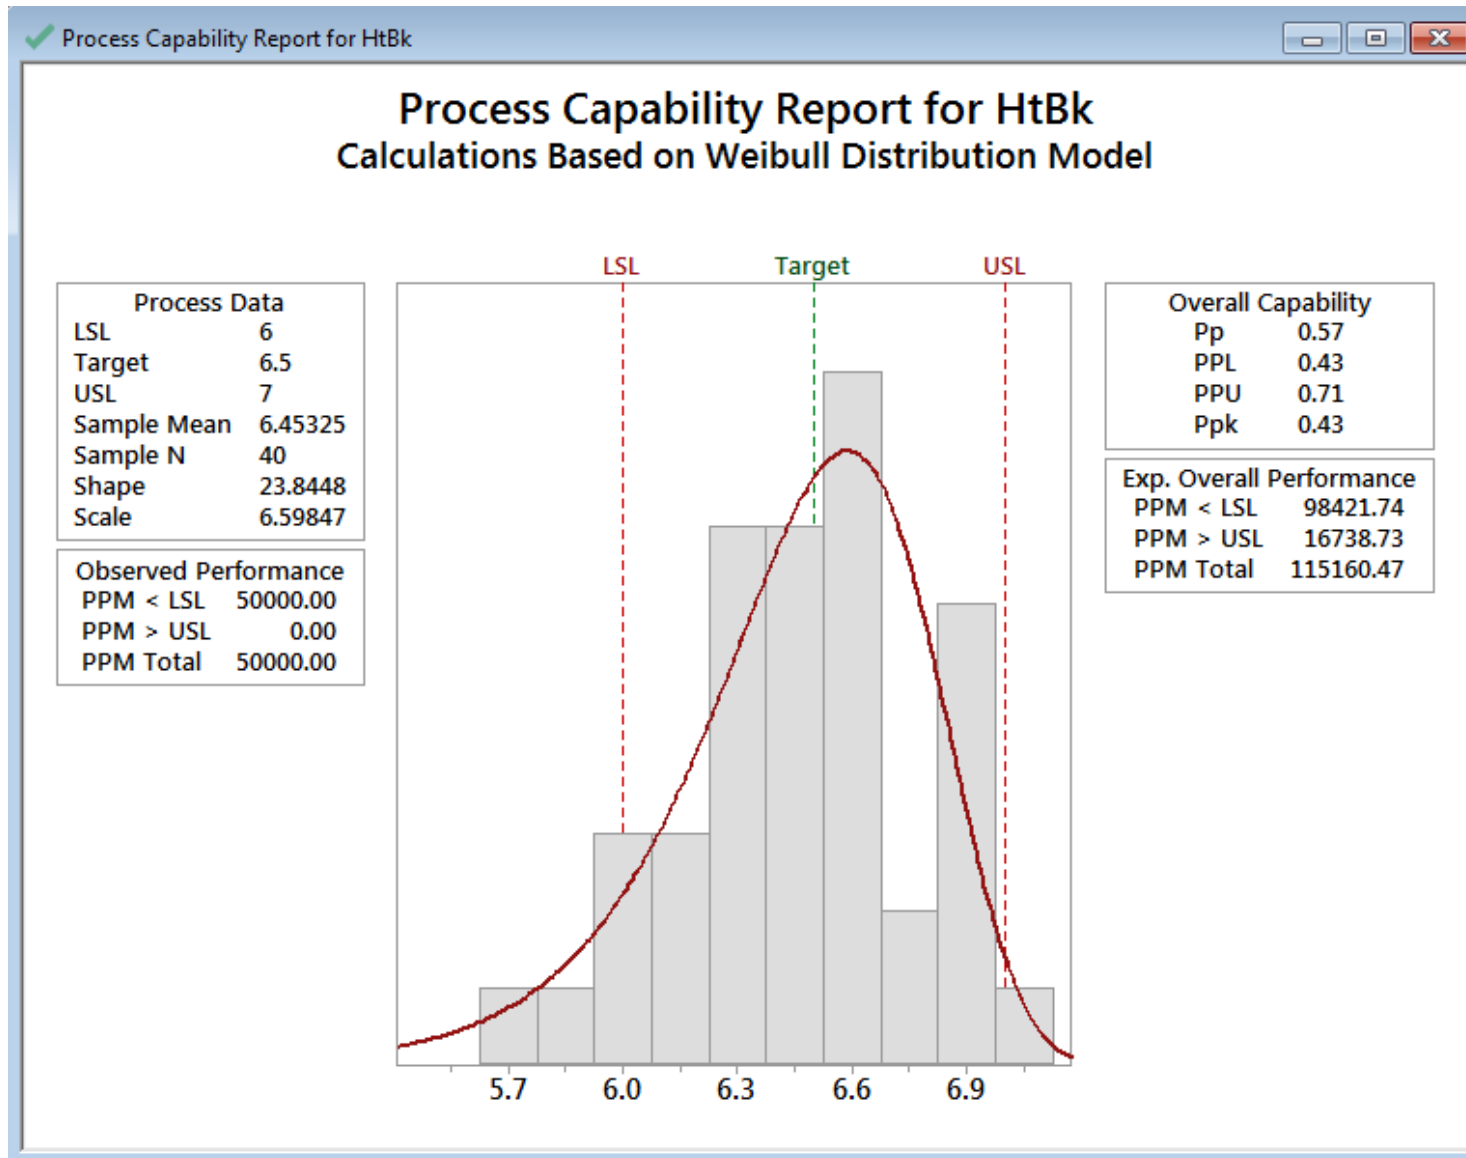 Process Capability Report for HtBk
Process Capability Report for HtBk
Calculations Based on Weibull Distribution Model
LSL Target USL
Process Data
LSL 6
Target 6.5
USL 7
Sample Mean 6.45325
Sample N 40
Shape 23.8448
Scale 6.59847
Observed Performance
PPM < LSL 50000.00
PPM > USL 0.00
PPM Total 50000.00
Overall Capability
Pp 0.57
PPL 0.43
PPU 0.71
Ppk 0.43
Exp. Overall Performance
PPM < LSL 98421.74
PPM > USL 16738.73
PPM Total 115160.47
5.7 6.0 6.3 6.6 6.9